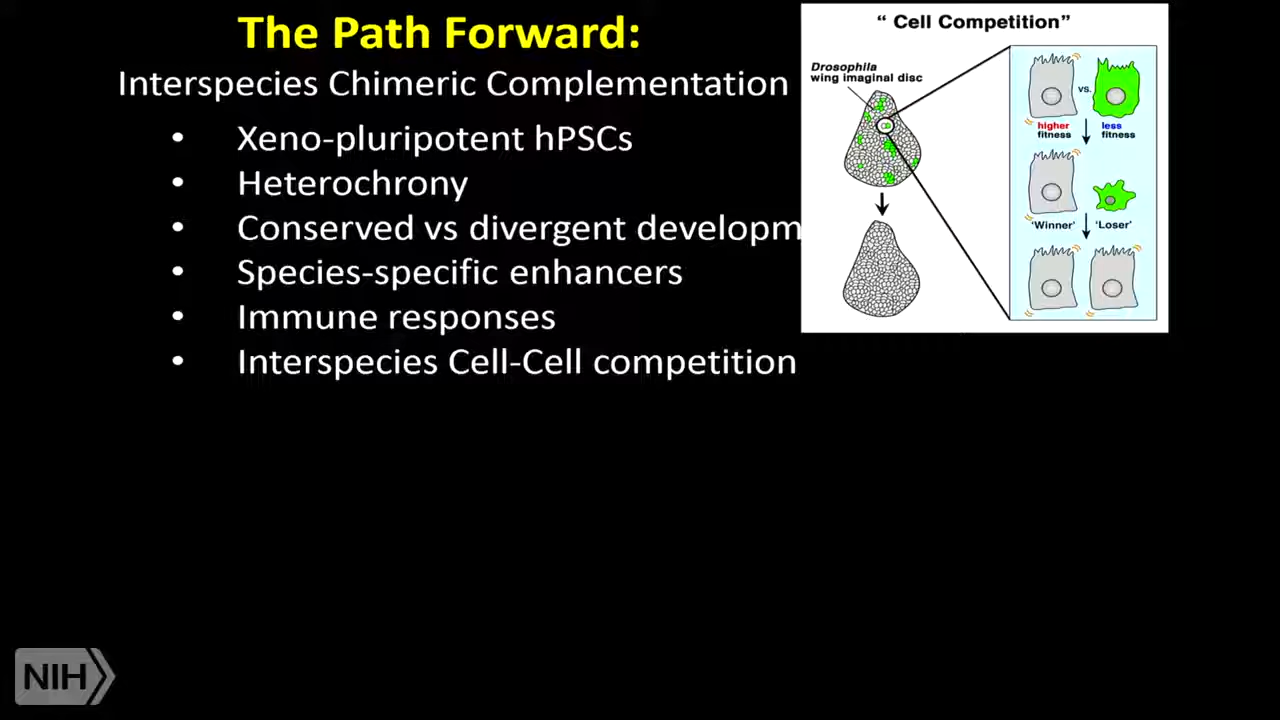 The Path Forward:
Interspecies Chimeric Complementation
• Xeno-pluripotent hPSCs
• Heterochrony
• Conserved vs divergent developm
• Species-specific enhancers
• Immune responses
• Interspecies Cell-Cell competition
“ Cell Competition”
Drosophila
wing imaginal disc
vs.
higher fitness
less fitness
‘Winner’
‘Loser’
NIH